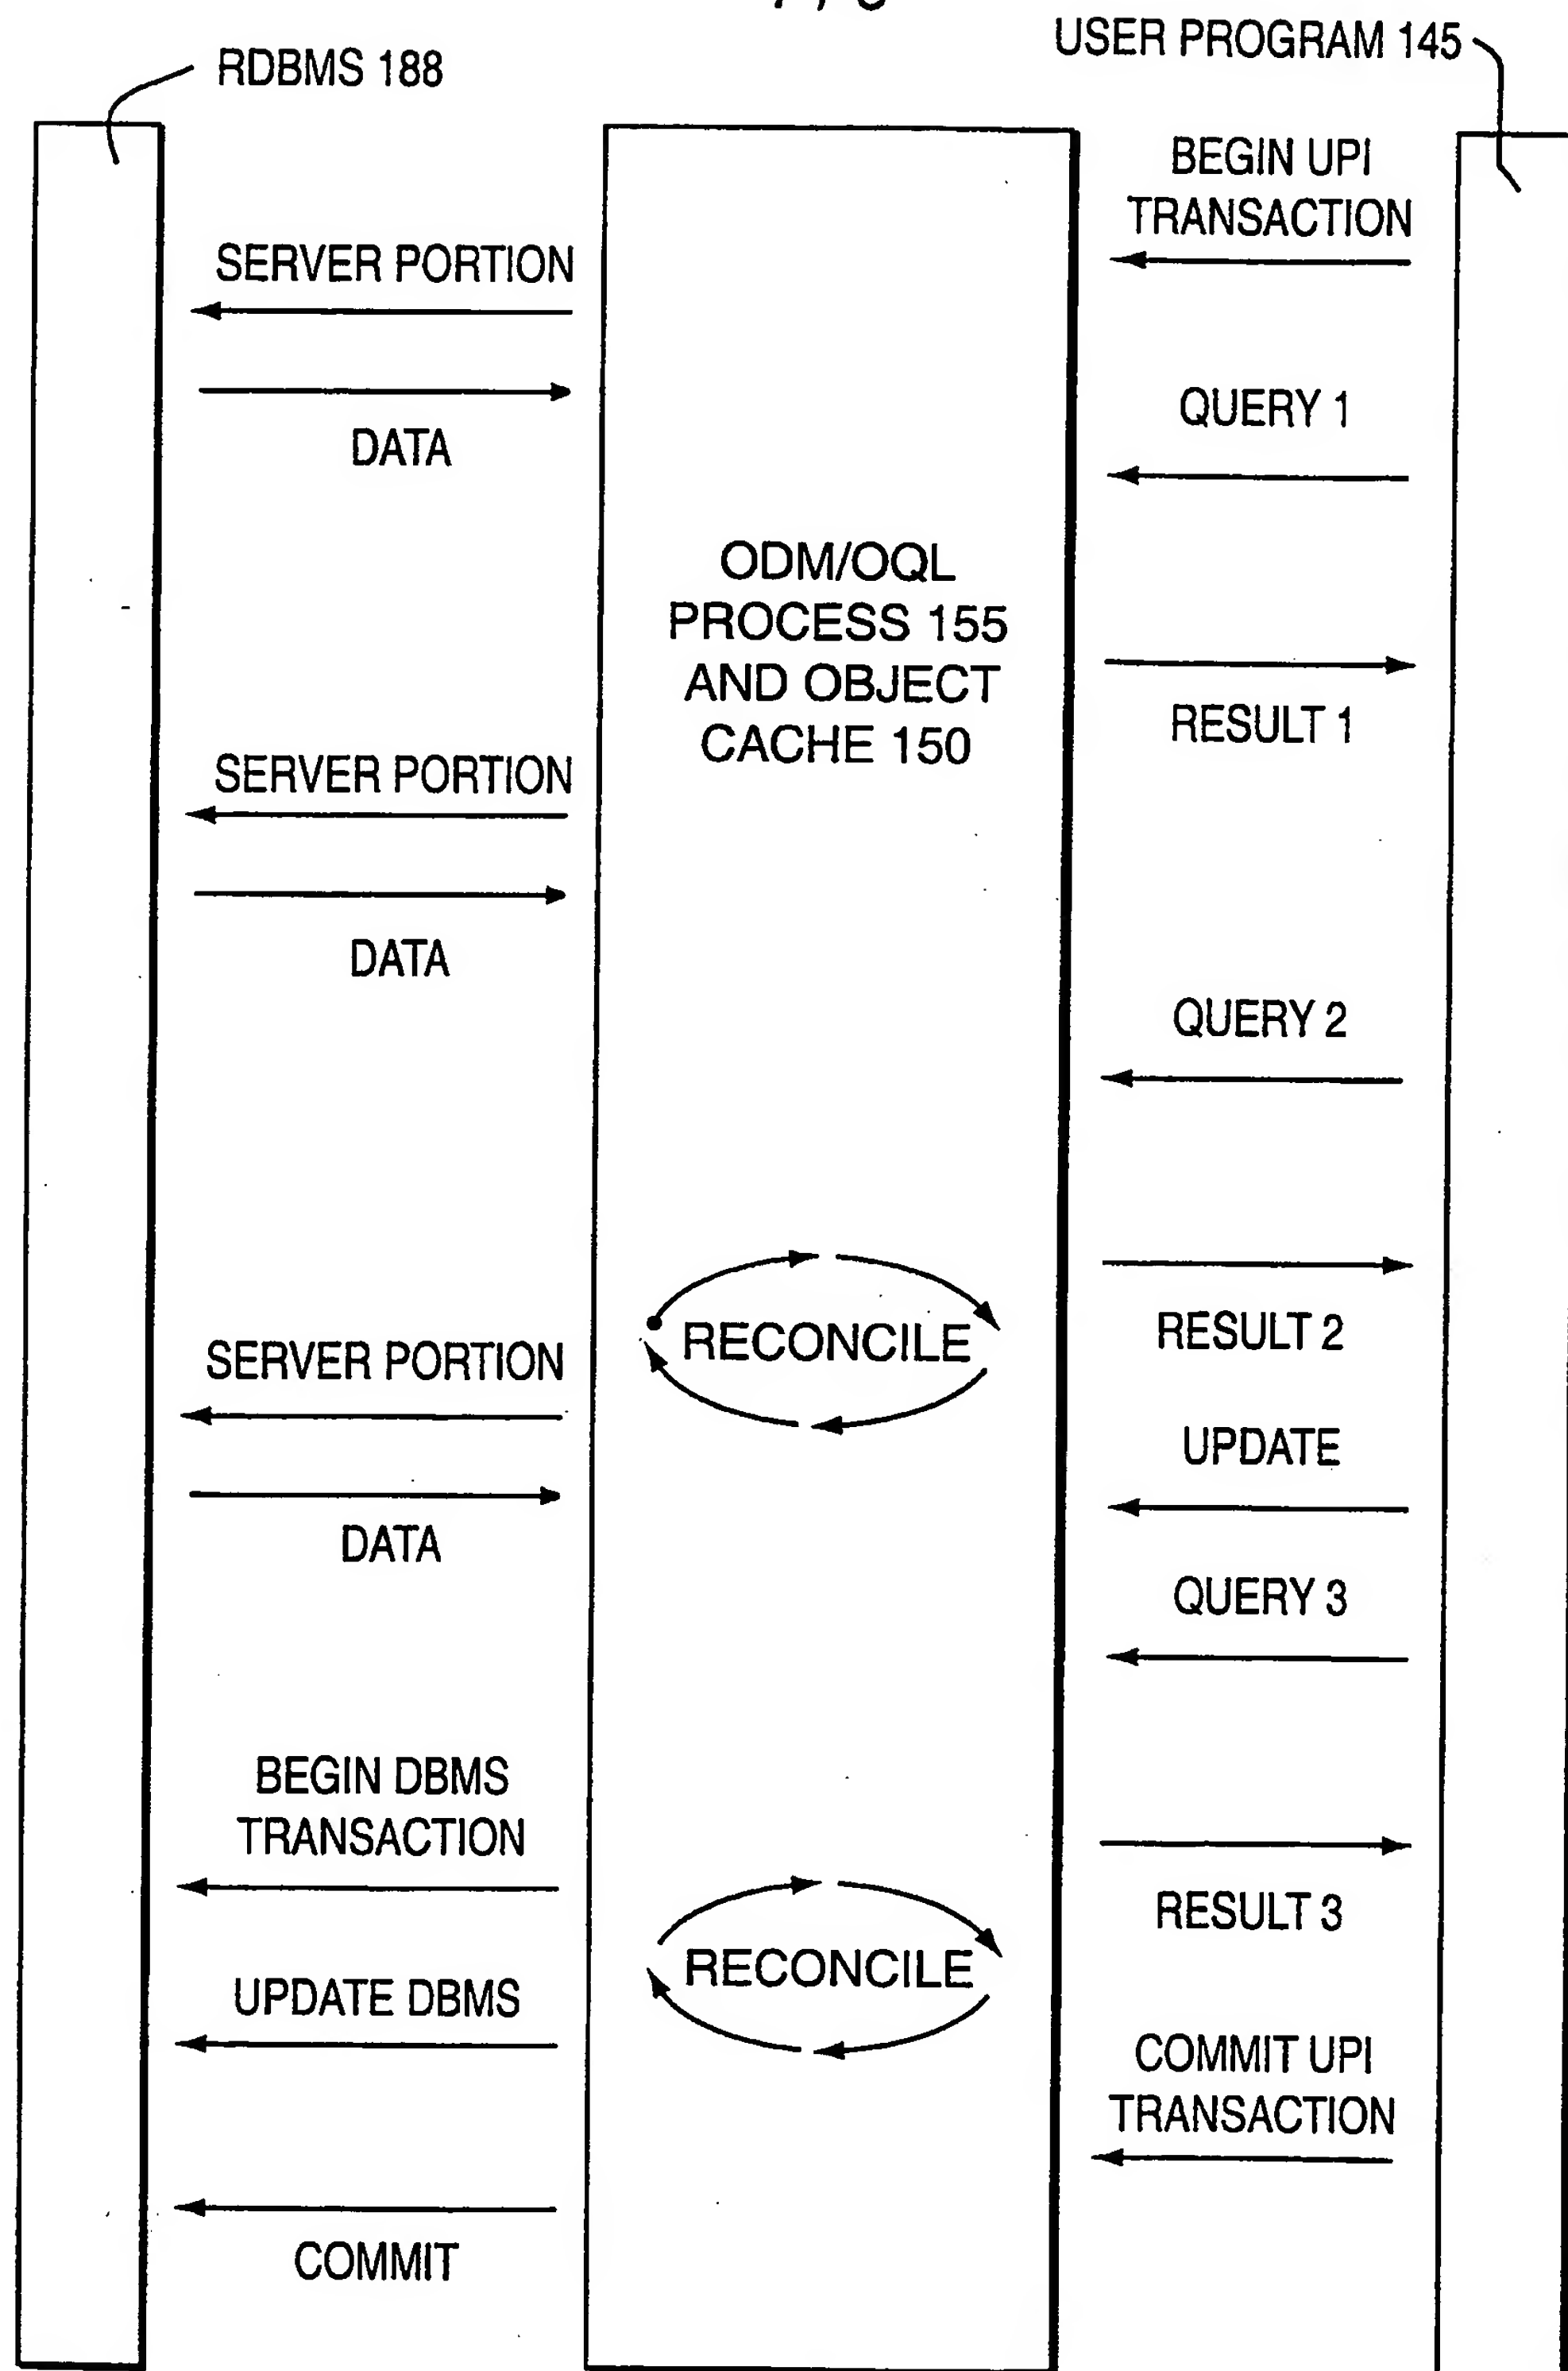 RDBMS 188
USER PROGRAM 145
BEGIN UPI
TRANSACTION
SERVER PORTION
DATA
QUERY 1
ODM/OQL
PROCESS 155
AND OBJECT
CACHE 150
RESULT 1
SERVER PORTION
DATA
QUERY 2
RECONCILE
RESULT 2
SERVER PORTION
UPDATE
DATA
QUERY 3
BEGIN DBMS
TRANSACTION
RESULT 3
RECONCILE
UPDATE DBMS
COMMIT UPI
TRANSACTION
COMMIT